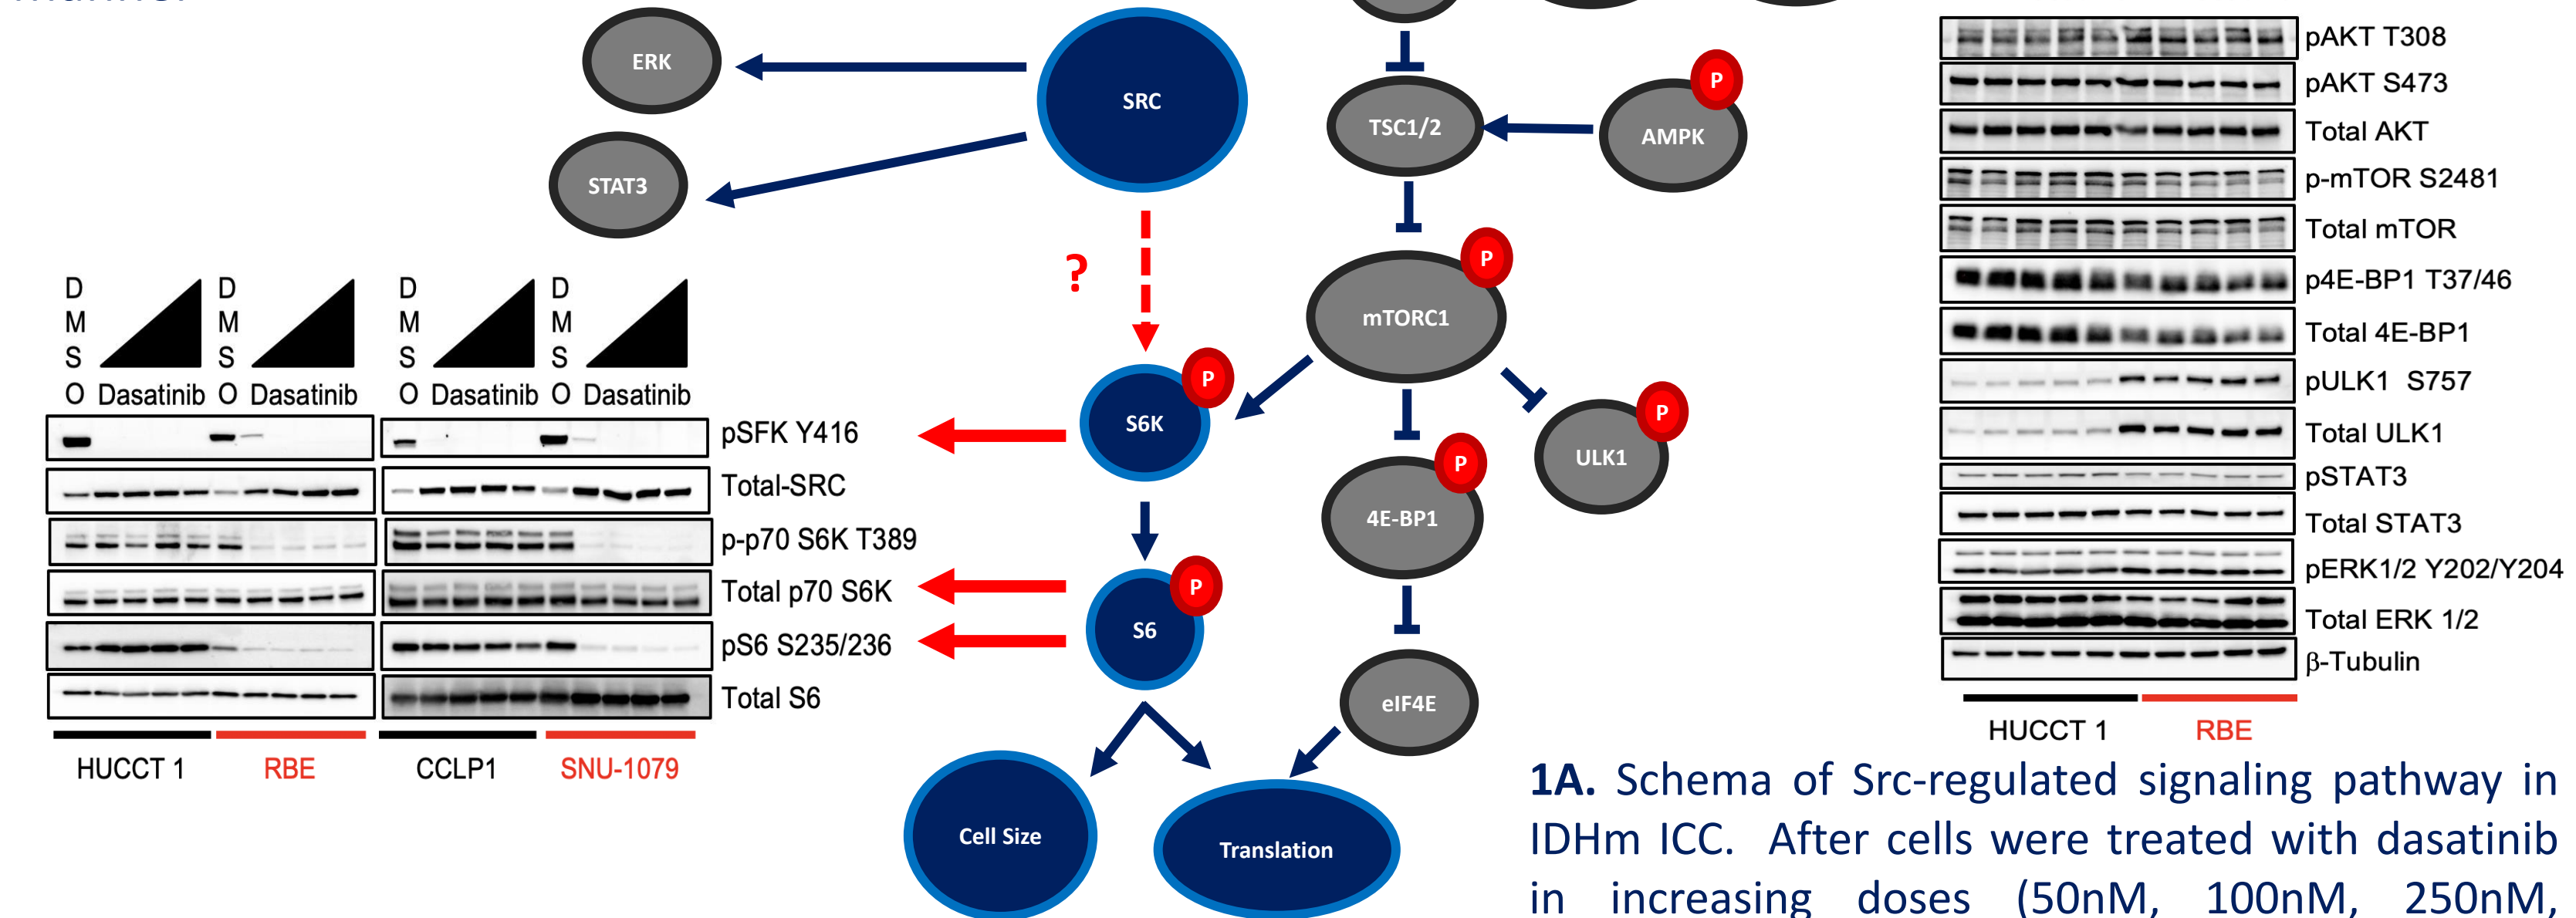 ERK
STAT3
SRC
TSC1/2
AMPK
P
?
mTORC1
P
S6K
P
ULK1
P
4E-BP1
P
S6
P
eIF4E
Cell Size
Translation
D D D D
M M M M
S S S S
O Dasatinib O Dasatinib O Dasatinib O Dasatinib
pSFK Y416
Total-SRC
p-p70 S6K T389
Total p70 S6K
pS6 S235/236
Total S6
HUCCT 1 RBE CCLP1 SNU-1079
pAKT T308
pAKT S473
Total AKT
p-mTOR S2481
Total mTOR
p4E-BP1 T37/46
Total 4E-BP1
pULK1 S757
Total ULK1
pSTAT3
Total STAT3
pERK1/2 Y202/Y204
Total ERK 1/2
β-Tubulin
HUCCT 1 RBE
1A. Schema of Src-regulated signaling pathway in
IDHm ICC. After cells were treated with dasatinib
in increasing doses (50nM, 100nM, 250nM,